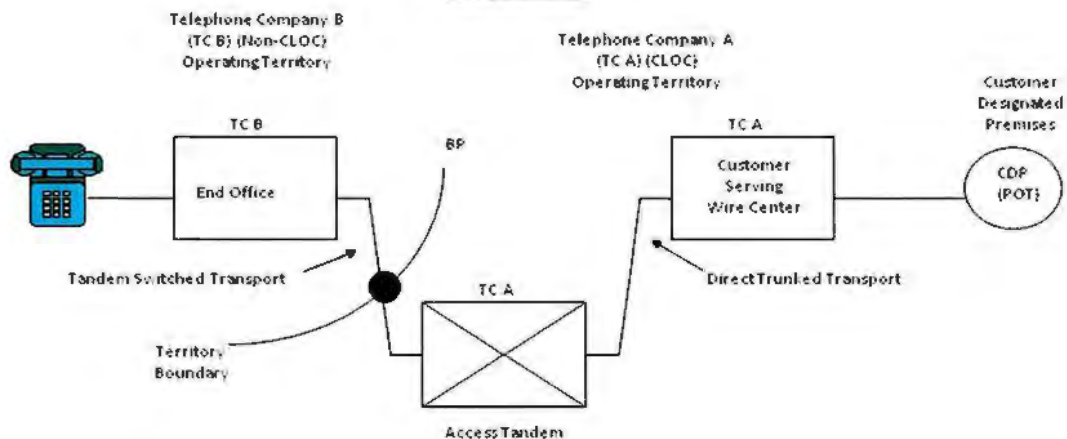 Telephone Company B
(TC B) (Non-CLOC)
Operating Territory
Telephone Company A
(TC A) (CLOC)
Operating Territory
Customer
Designated
Premises
TC B
End Office
BP
TC A
Customer
Serving
Wire Center
CDP
(POT)
Tandem Switched Transport
Direct Trunked Transport
TC A
Territory
Boundary
Access Tandem